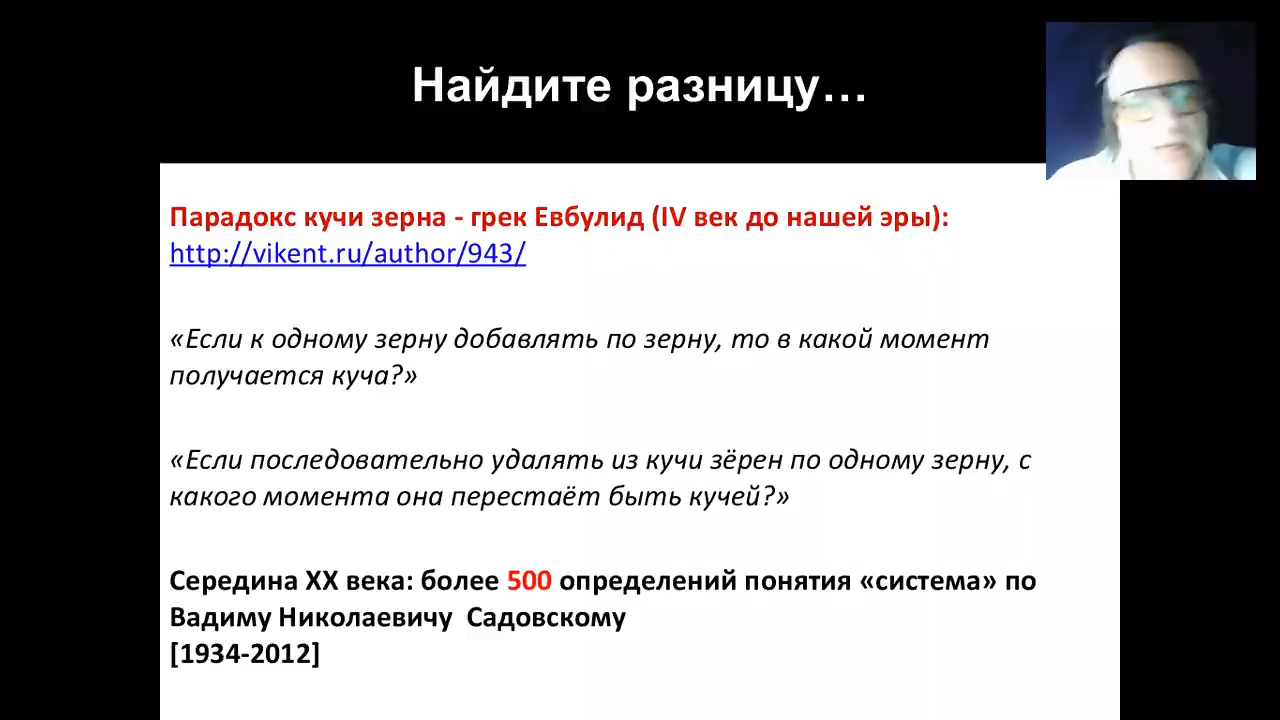 Найдите разницу…
Парадокс кучи зерна - грек Евбулид (IV век до нашей эры):
http://vikent.ru/author/943/
«Если к одному зерну добавлять по зерну, то в какой момент
получается куча?»
«Если последовательно удалять из кучи зёрен по одному зерну, с
какого момента она перестаёт быть кучей?»
Середина XX века: более 500 определений понятия «система» по
Вадиму Николаевичу Садовскому
[1934-2012]